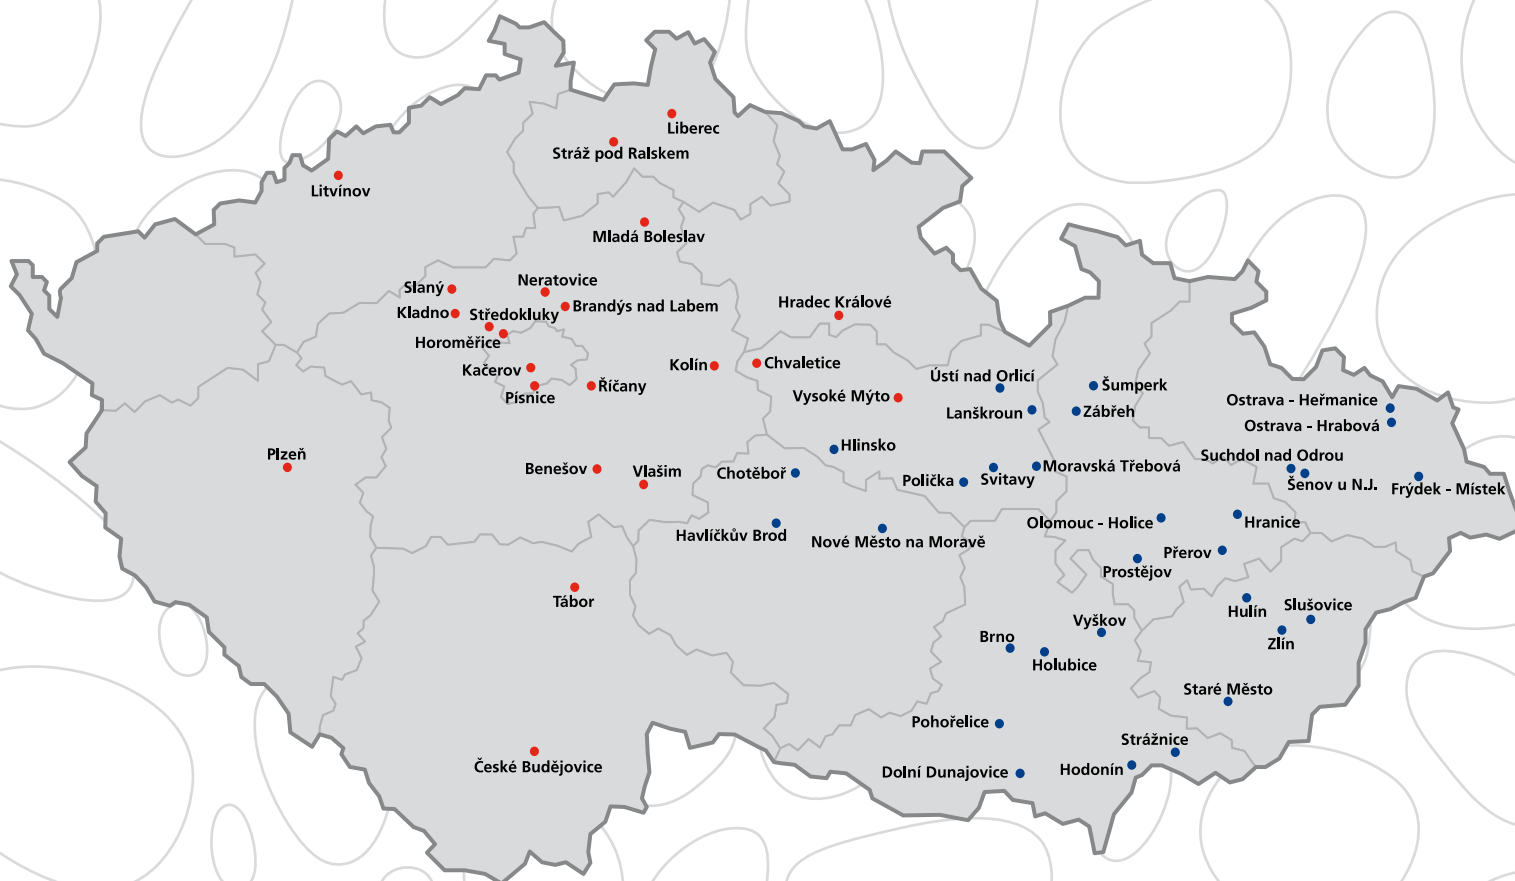 Liberec
Stráž pod Ralskem
Litvínov
Mladá Boleslav
Neratovice
Slaný
Brandýs nad Labem
Kladno
Středokluky
Hradec Králové
Horoměřice
Kačerov
Kolín
Chvaletice
Písnice
Říčany
Vysoké Mýto
Ústí nad Orlicí
Lanškroun
Šumperk
Zábřeh
Ostrava - Heřmanice
Ostrava - Hrabová
Hlinsko
Plzeň
Benešov
Vlašim
Chotěboř
Polička
Svitavy
Moravská Třebová
Suchdol nad Odrou
Šenov u N.J.
Frýdek - Místek
Havlíčkův Brod
Nové Město na Moravě
Olomouc - Holice
Hranice
Přerov
Prostějov
Tábor
Hulín
Slušovice
Vyškov
Brno
Zlín
Holubice
Staré Město
Pohořelice
Strážnice
České Budějovice
Dolní Dunajovice
Hodonín